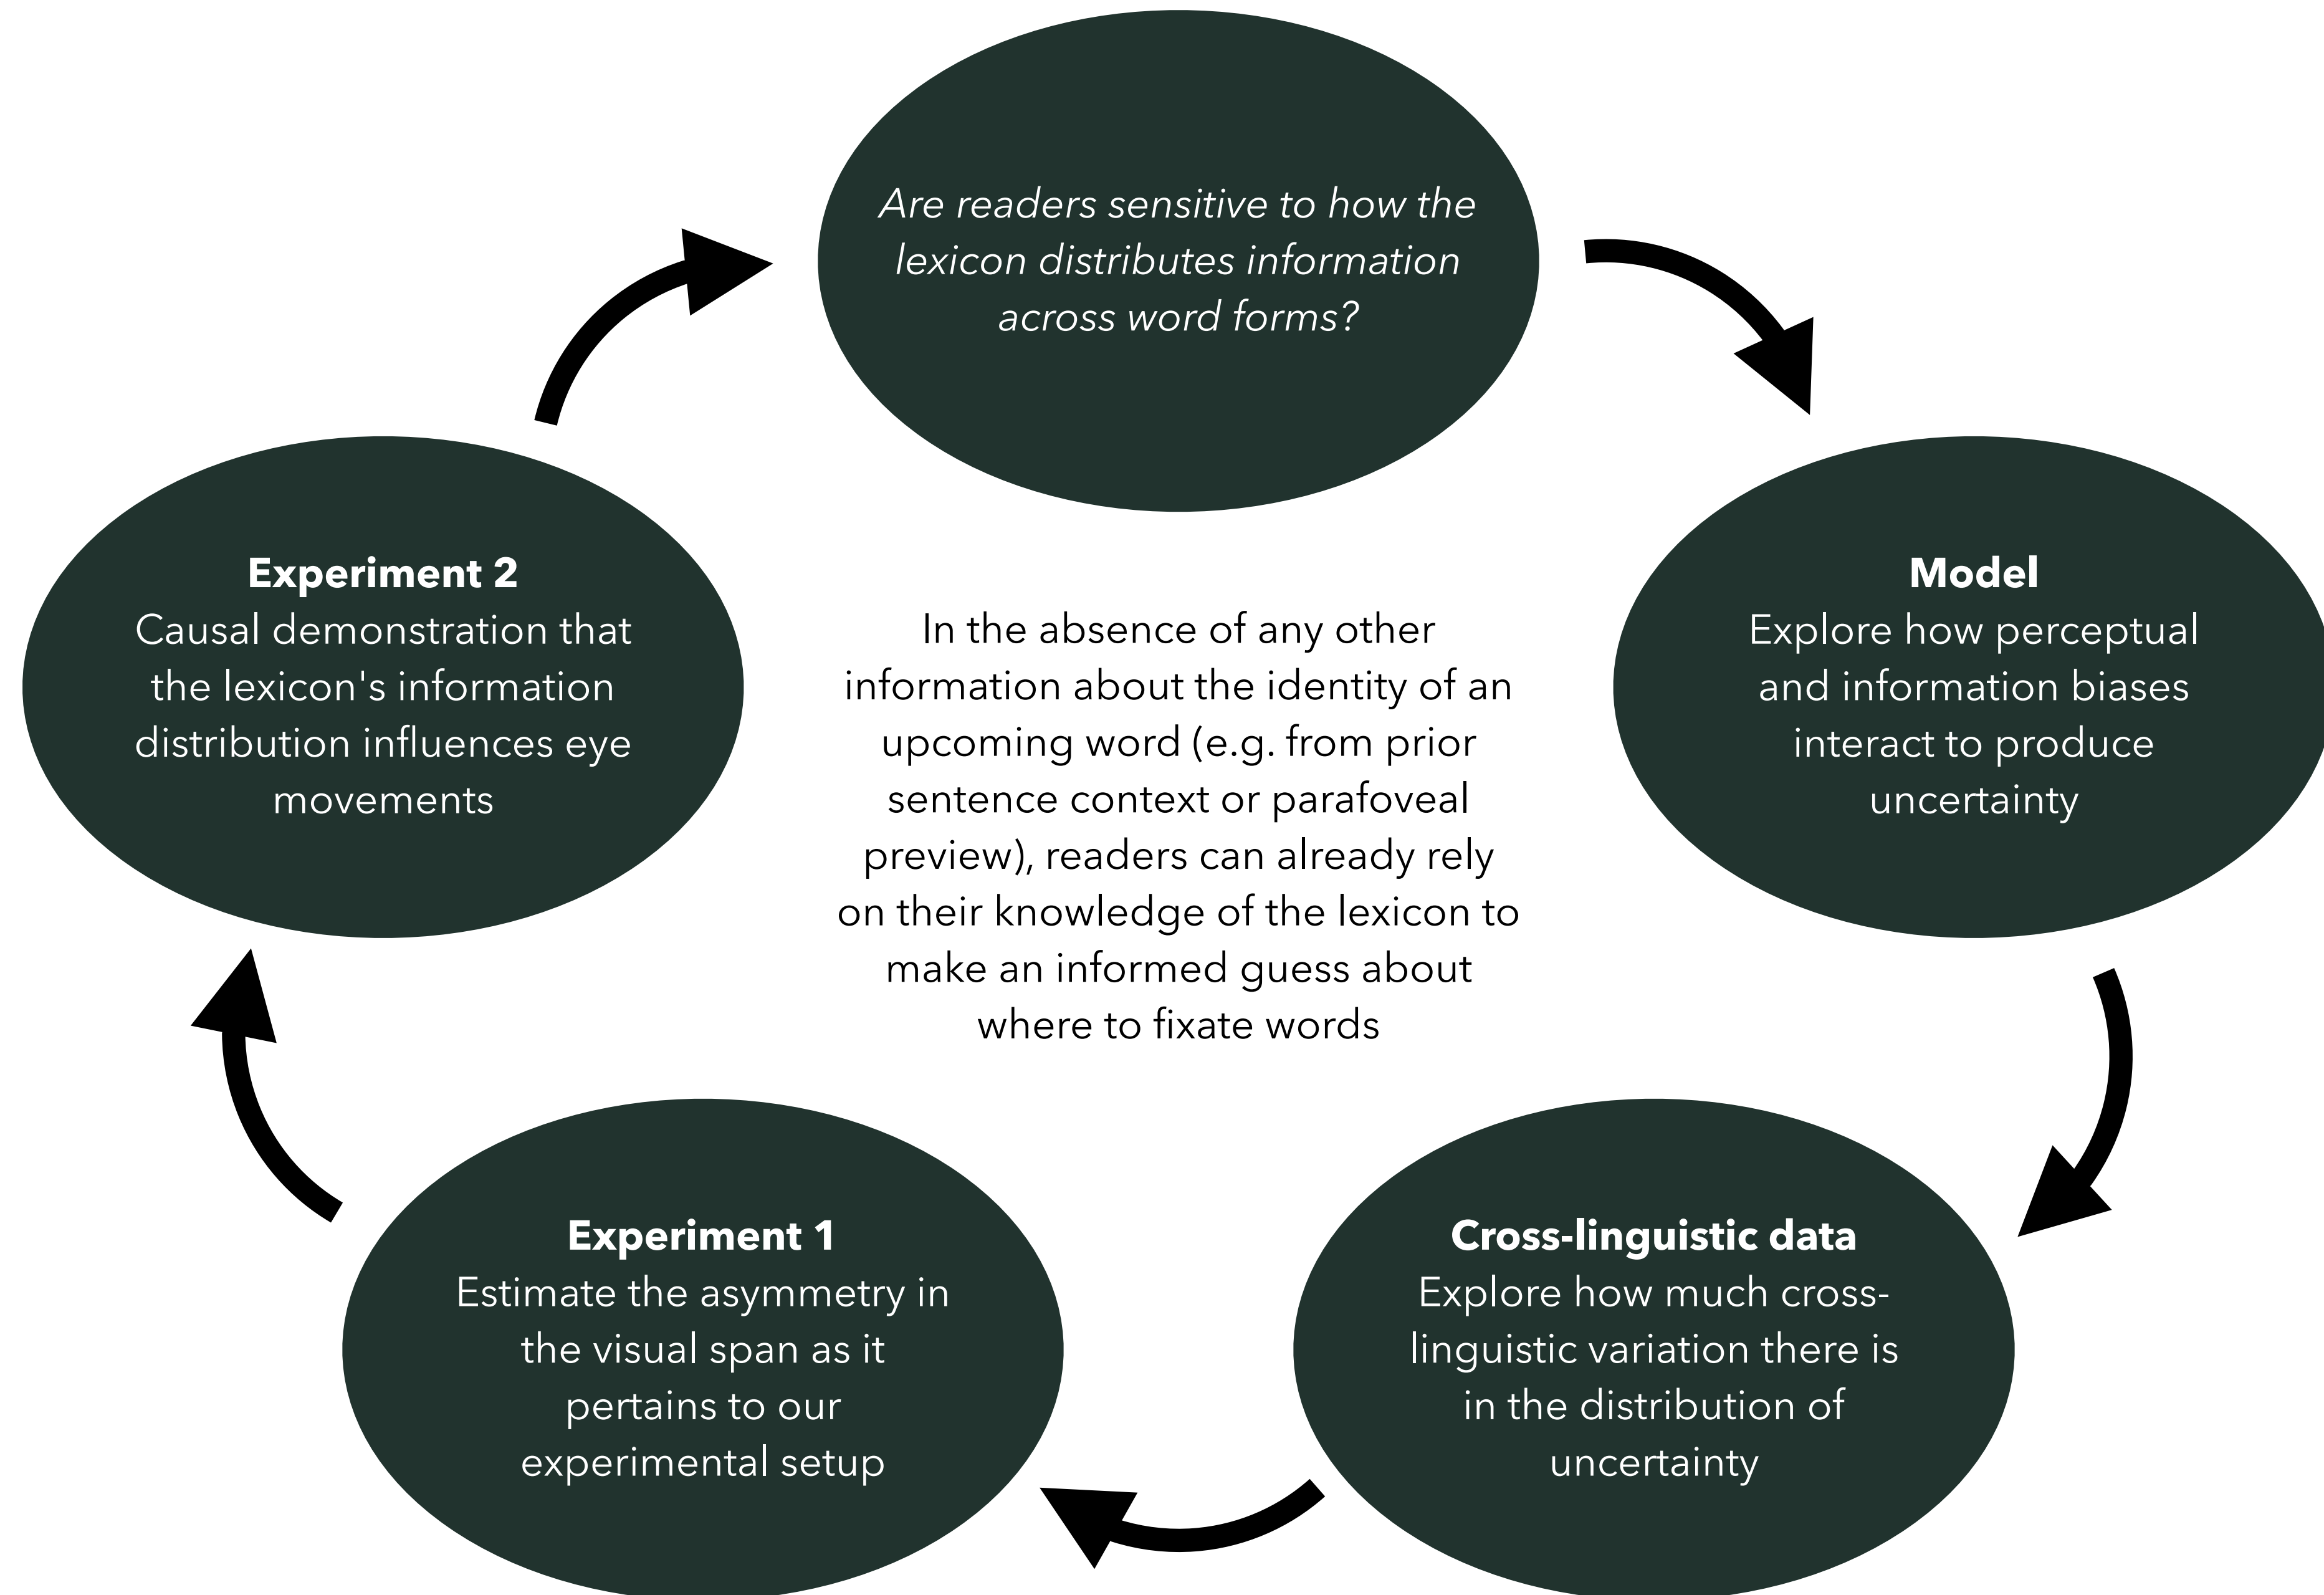 Are readers sensitive to how the
lexicon distributes information
across word forms?
Model
Explore how perceptual
and information biases
interact to produce
uncertainty
Cross-linguistic data
Explore how much cross-
linguistic variation there is
in the distribution of
uncertainty
Experiment 1
Estimate the asymmetry in
the visual span as it
pertains to our
experimental setup
Experiment 2
Causal demonstration that
the lexicon's information
distribution influences eye
movements
In the absence of any other
information about the identity of an
upcoming word (e.g. from prior
sentence context or parafoveal
preview), readers can already rely
on their knowledge of the lexicon to
make an informed guess about
where to fixate words